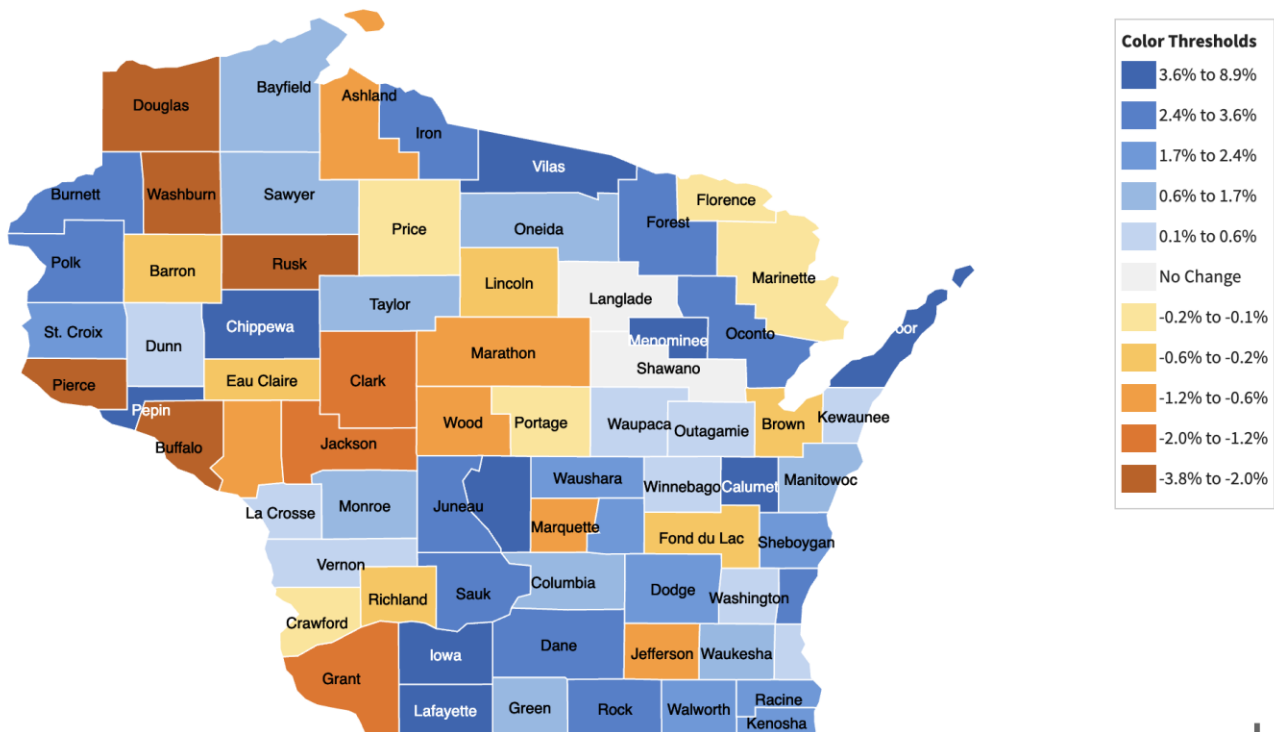 Color Thresholds
3.6% to 8.9%
2.4% to 3.6%
1.7% to 2.4%
0.6% to 1.7%
0.1% to 0.6%
No Change
-0.2% to -0.1%
-0.6% to -0.2%
-1.2% to -0.6%
-2.0% to -1.2%
-3.8% to -2.0%
Bayfield
Ashland
Douglas
Iron
Vilas
Burnett
Washburn
Sawyer
Florence
Forest
Price
Oneida
Polk
Barron
Rusk
Marinette
Lincoln
Langlade
Taylor
Chippewa
St. Croix
oor
Oconto
Menominee
Dunn
Marathon
Shawano
Eau Claire
Clark
Pierce
Pepin
Wood
Portage
Waupaca
Outagamie
Brown
Kewaunee
Jackson
Buffalo
Waushara
Manitowoc
Winnebago
Calumet
Juneau
Monroe
La Crosse
Marquette
Fond du Lac
Sheboygan
Vernon
Columbia
Dodge
Sauk
Richland
Washington
Crawford
Dane
Iowa
Jefferson
Waukesha
Grant
Racine
Lafayette
Green
Rock
Walworth
Kenosha